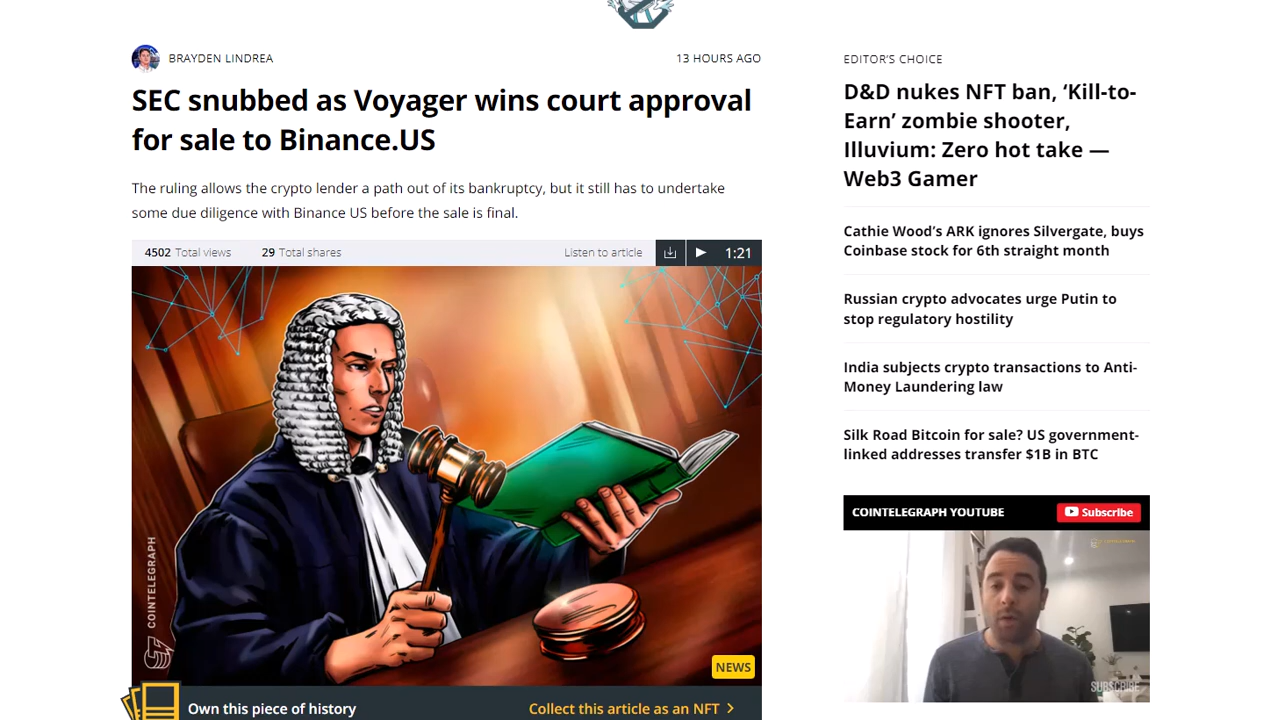 BRAYDEN LINDREA
13 HOURS AGO
SEC snubbed as Voyager wins court approval
for sale to Binance.US
The ruling allows the crypto lender a path out of its bankruptcy, but it still has to undertake
some due diligence with Binance US before the sale is final.
4502 Total views
29 Total shares
Listen to article
1:21
COINTELEGRAPH
NEWS
Own this piece of history
Collect this article as an NFT
EDITOR'S CHOICE
D&D nukes NFT ban, ‘Kill-to-
Earn’ zombie shooter,
Illuvium: Zero hot take —
Web3 Gamer
Cathie Wood’s ARK ignores Silvergate, buys
Coinbase stock for 6th straight month
Russian crypto advocates urge Putin to
stop regulatory hostility
India subjects crypto transactions to Anti-
Money Laundering law
Silk Road Bitcoin for sale? US government-
linked addresses transfer $1B in BTC
COINTELEGRAPH YOUTUBE
Subscribe
SUBSCRIBE